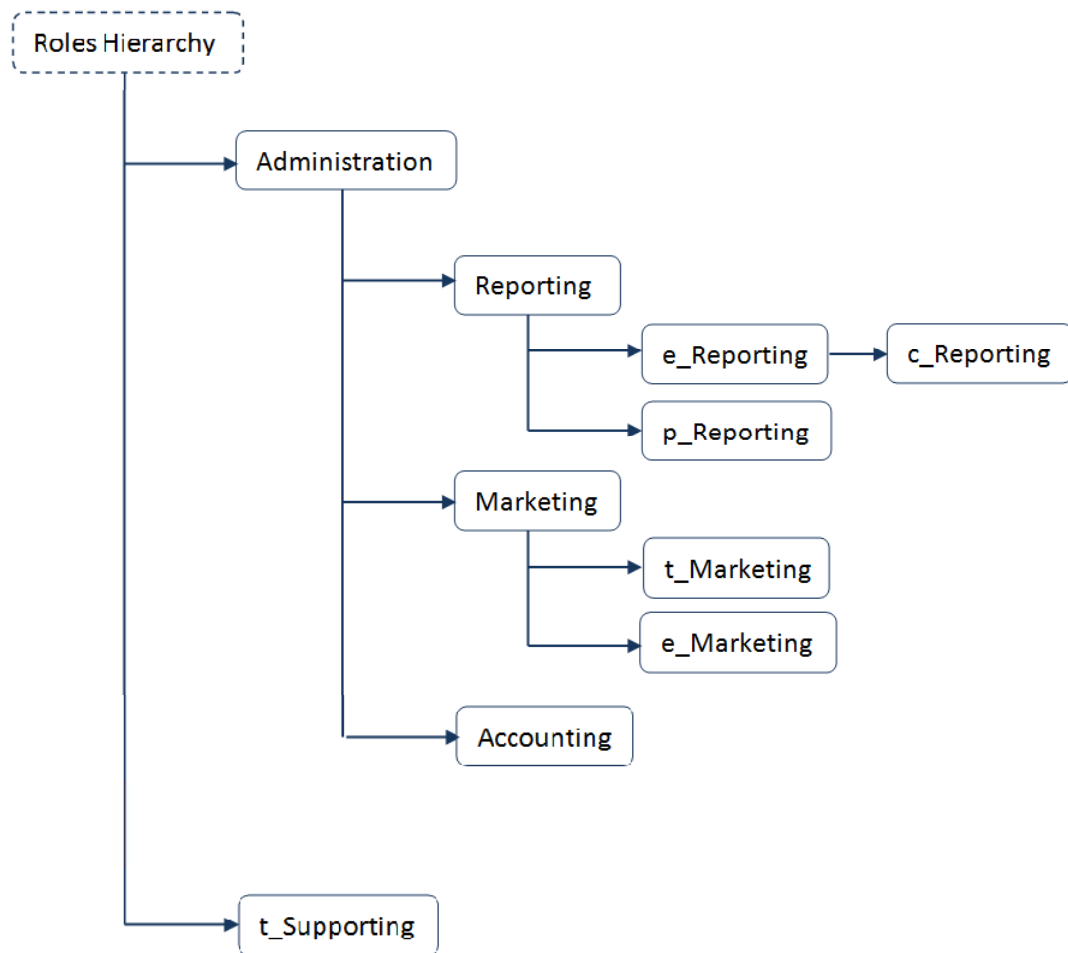 Roles Hierarchy
Administration
Reporting
e_Reporting
c_Reporting
p_Reporting
Marketing
t_Marketing
e_Marketing
Accounting
t_Supporting